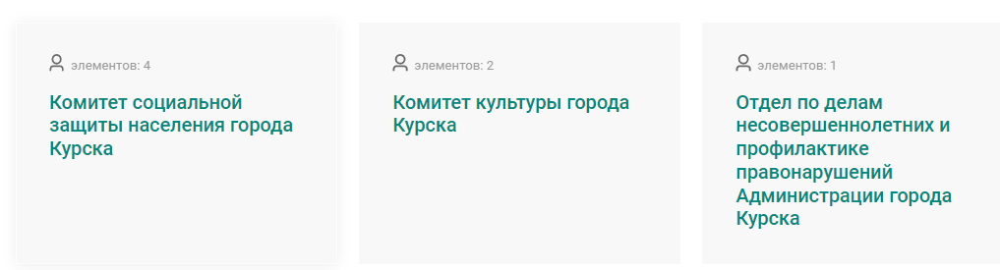 элементов: 4
Комитет социальной
защиты населения города
Курска
элементов: 2
Комитет культуры города
Курска
элементов: 1
Отдел по делам
несовершеннолетних и
профилактике
правонарушений
Администрации города
Курска